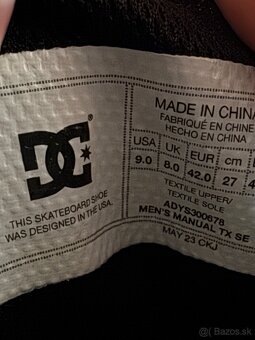 DC®
THIS SKATEBOARD SHOE
WAS DESIGNED IN THE USA.
MADE IN CHINA
FABRIQUÉ EN CHINE
HECHO EN CHINA
USA UK EUR cm
9.0 8.0 42.0 27
TEXTILE UPPER/
TEXTILE SOLE
ADYS300678
MEN'S MANUAL TX SE
MAY 23 CKJ
© Bazos.sk